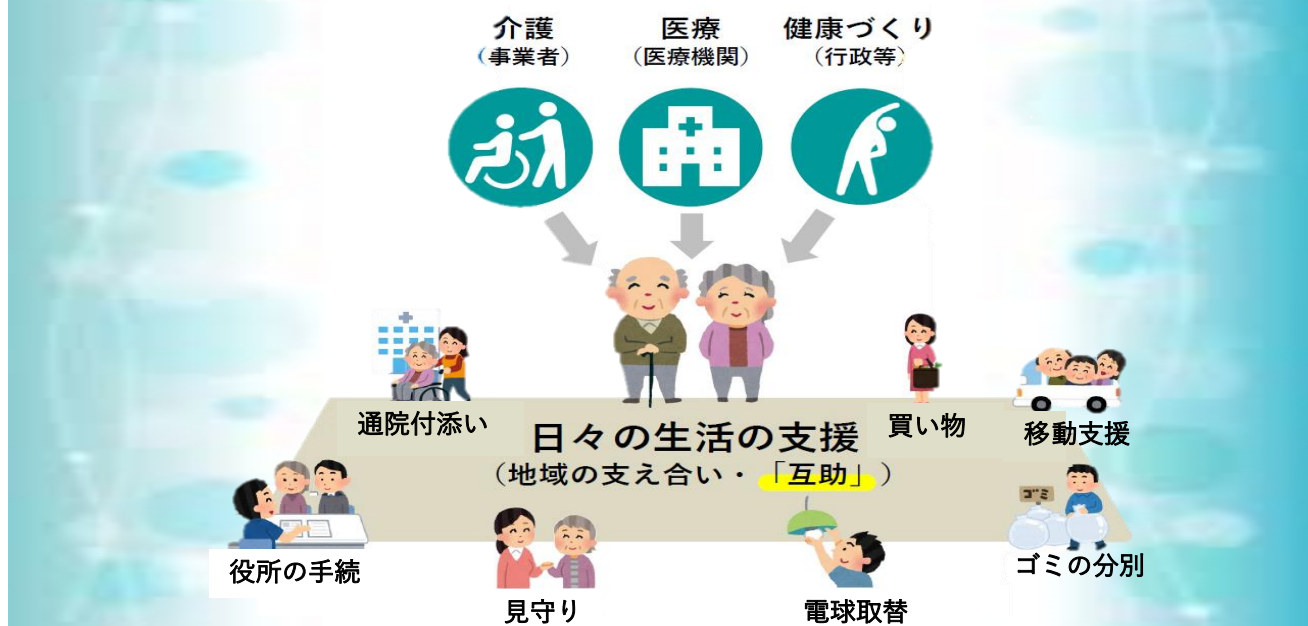 介護
（事業者）
医療
（医療機関）
健康づくり
（行政等）
通院付添い
買い物
移動支援
日々の生活の支援
（地域の支え合い・「互助」）
ゴミ
役所の手続
見守り
電球取替
ゴミの分別